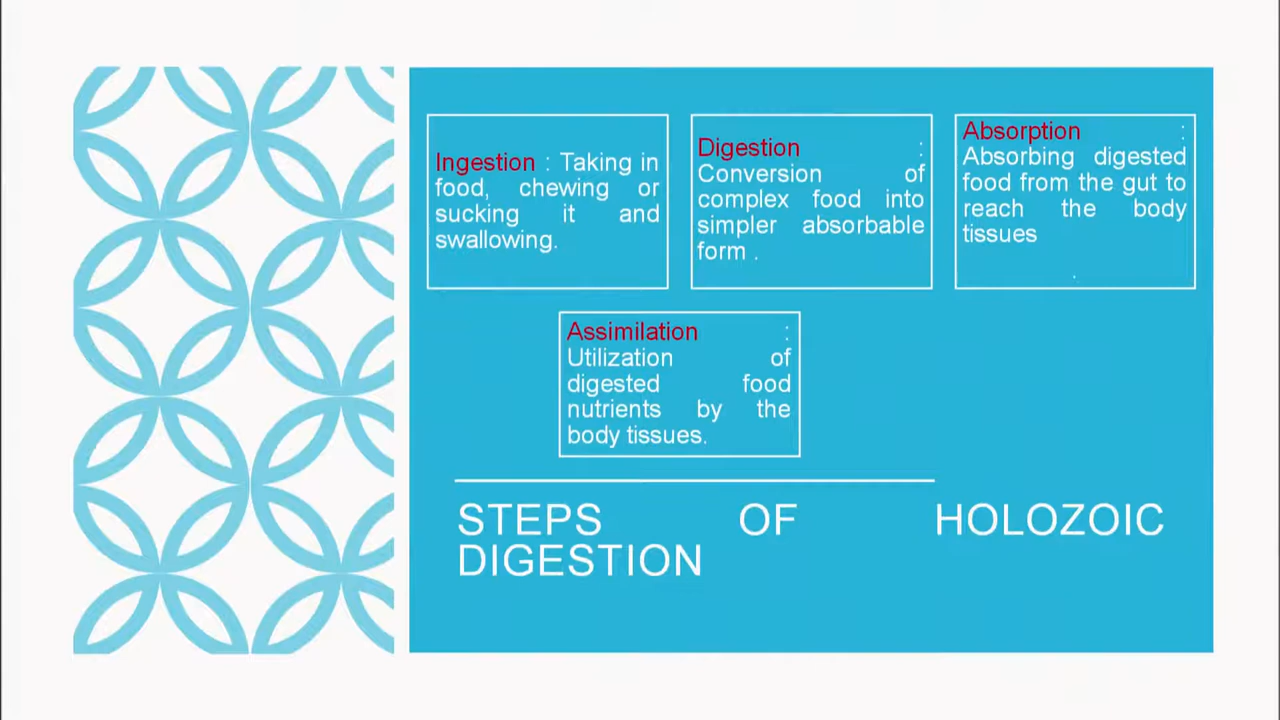 Ingestion : Taking in
food, chewing or
sucking it and
swallowing.
Digestion :
Conversion of
complex food into
simpler absorbable
form .
Absorption :
Absorbing digested
food from the gut to
reach the body
tissues
.
Assimilation :
Utilization of
digested food
nutrients by the
body tissues.
STEPS OF HOLOZOIC
DIGESTION